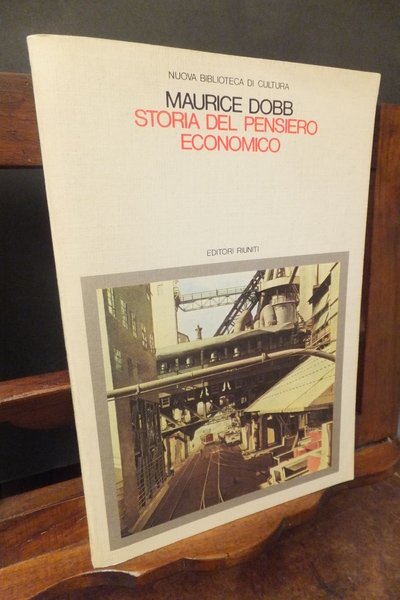 NUOVA BIBLIOTECA DI CULTURA
MAURICE DOBB
STORIA DEL PENSIERO
ECONOMICO
EDITORI RIUNITI